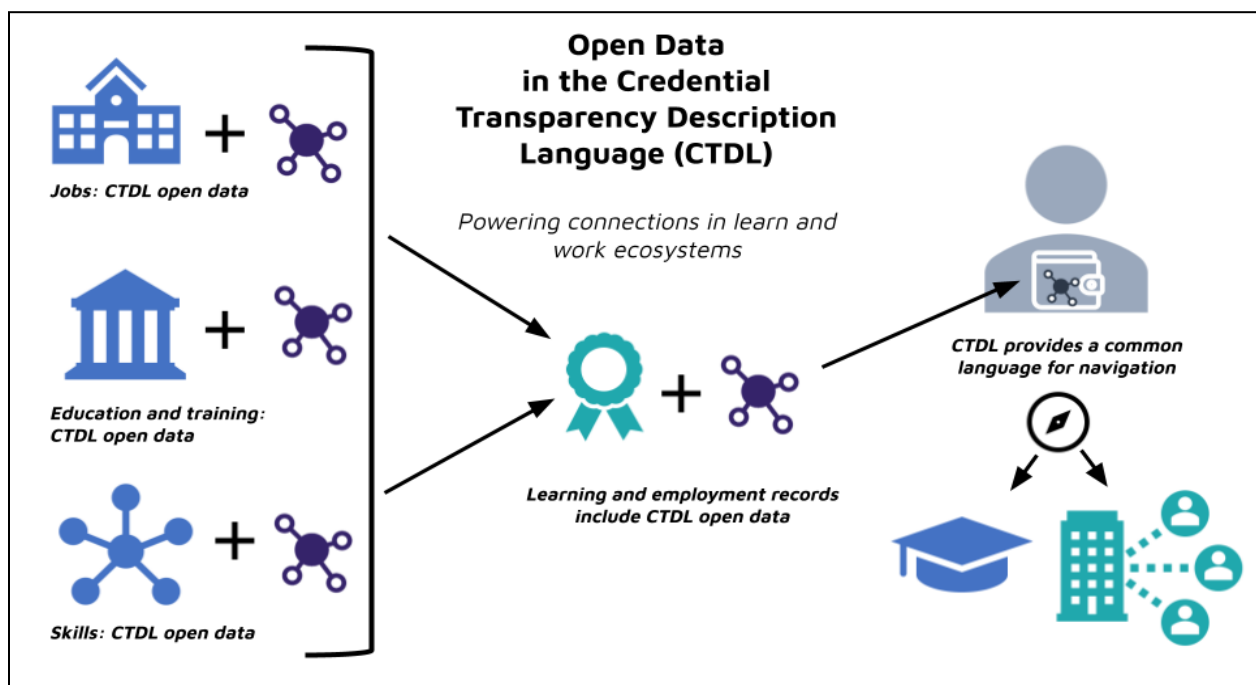 Open Data
in the Credential
Transparency Description
Language (CTDL)
Powering connections in learn and
work ecosystems
Jobs: CTDL open data
Education and training:
CTDL open data
Skills: CTDL open data
Learning and employment records
include CTDL open data
CTDL provides a common
language for navigation